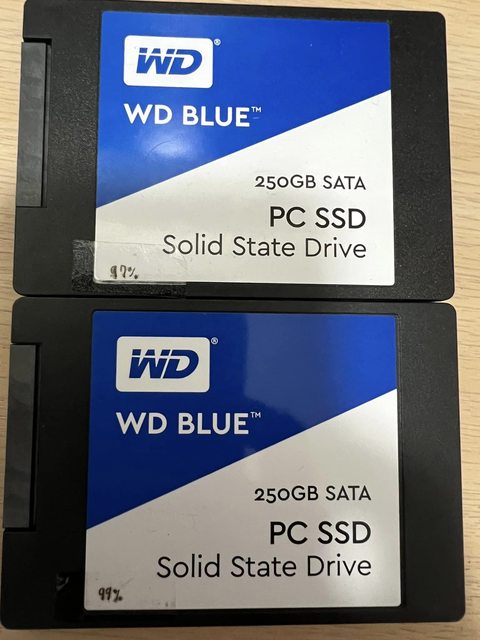 WD®
WD BLUE™
250GB SATA
PC SSD
Solid State Drive
97%
WD®
WD BLUE™
250GB SATA
PC SSD
Solid State Drive
99%